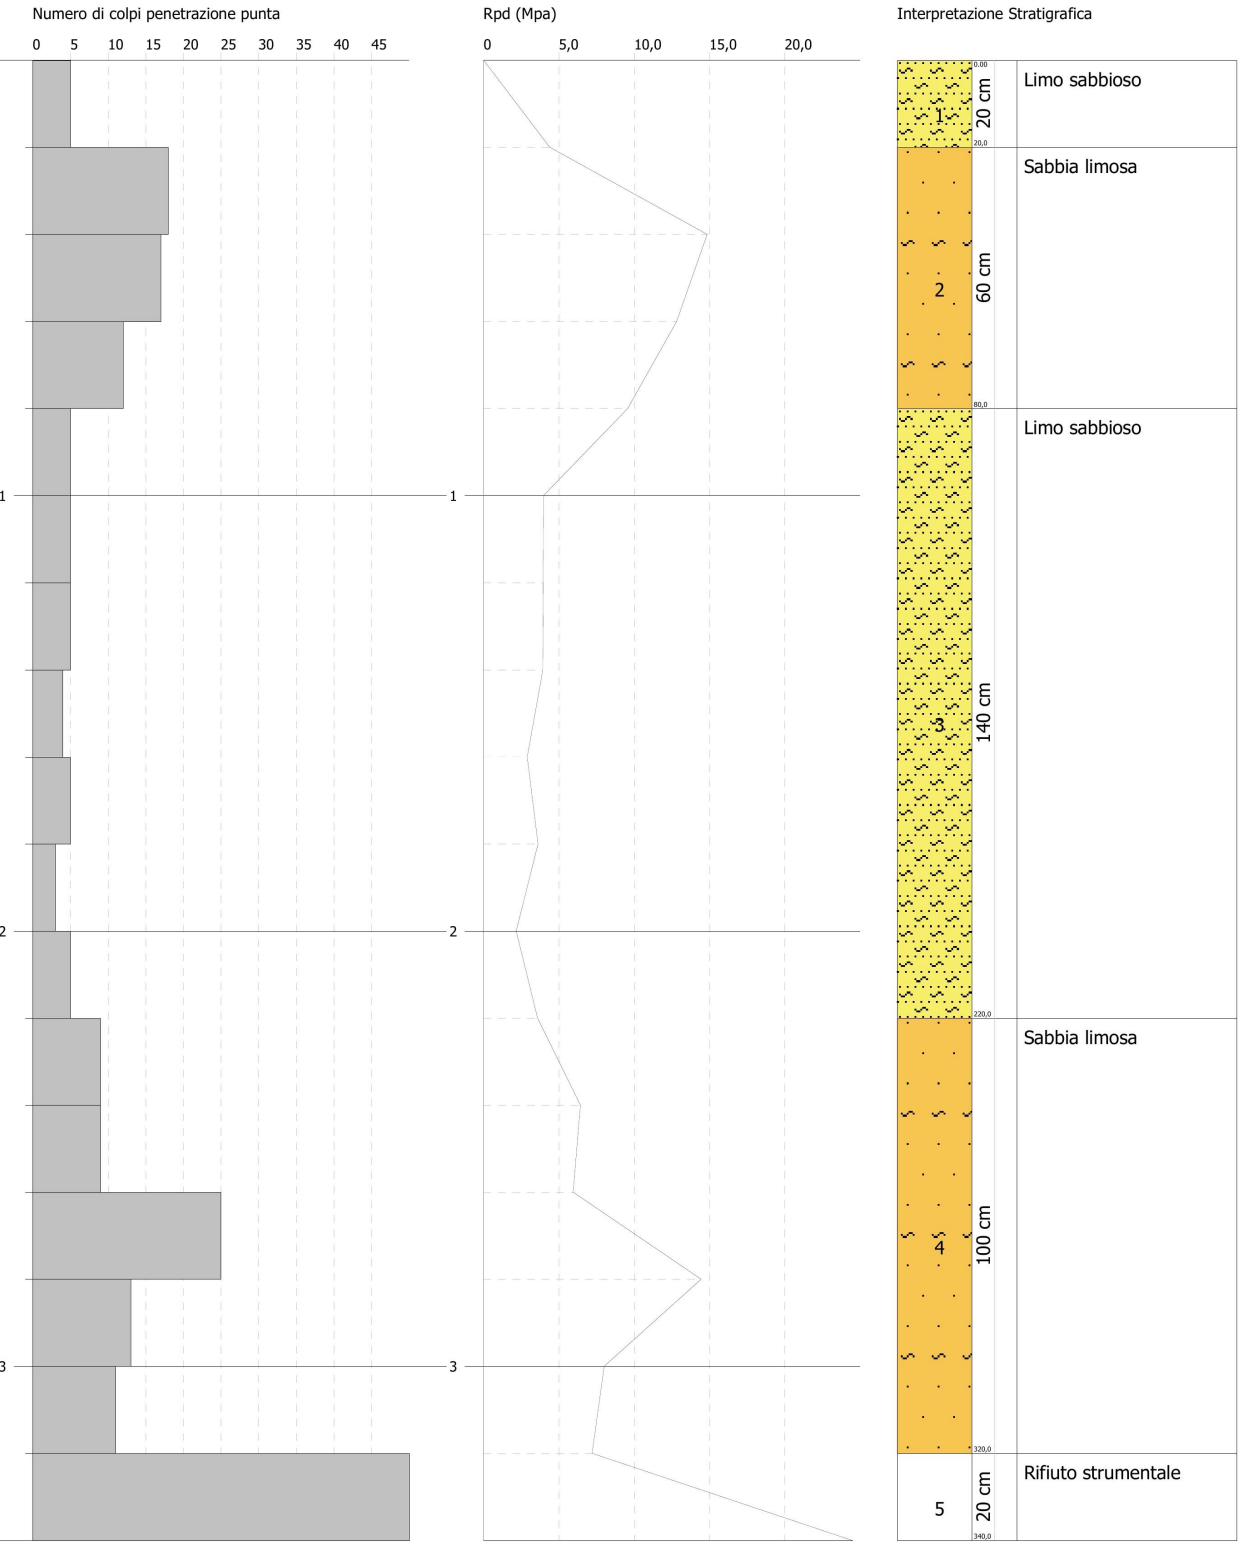 Numero di colpi penetrazione punta
0 5 10 15 20 25 30 35 40 45
1
2
3
Rpd (Mpa)
0 5,0 10,0 15,0 20,0
1
2
3
Interpretazione Stratigrafica
0.00
1
20 cm
Limo sabbioso
20,0
2
60 cm
Sabbia limosa
80,0
3
140 cm
Limo sabbioso
220,0
4
100 cm
Sabbia limosa
320,0
5
20 cm
Rifiuto strumentale
340,0